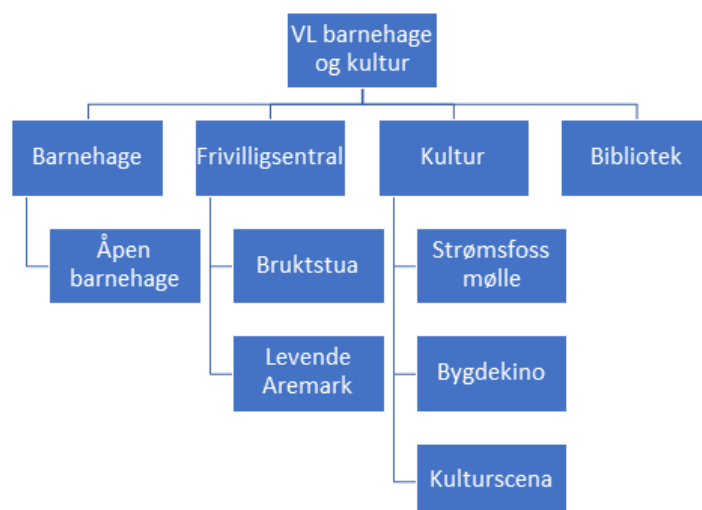 VL barnehage
og kultur
Barnehage
Frivilligsentral
Kultur
Bibliotek
Åpen
barnehage
Bruktstua
Strømsfoss
mølle
Levende
Aremark
Bygdekino
Kulturscena